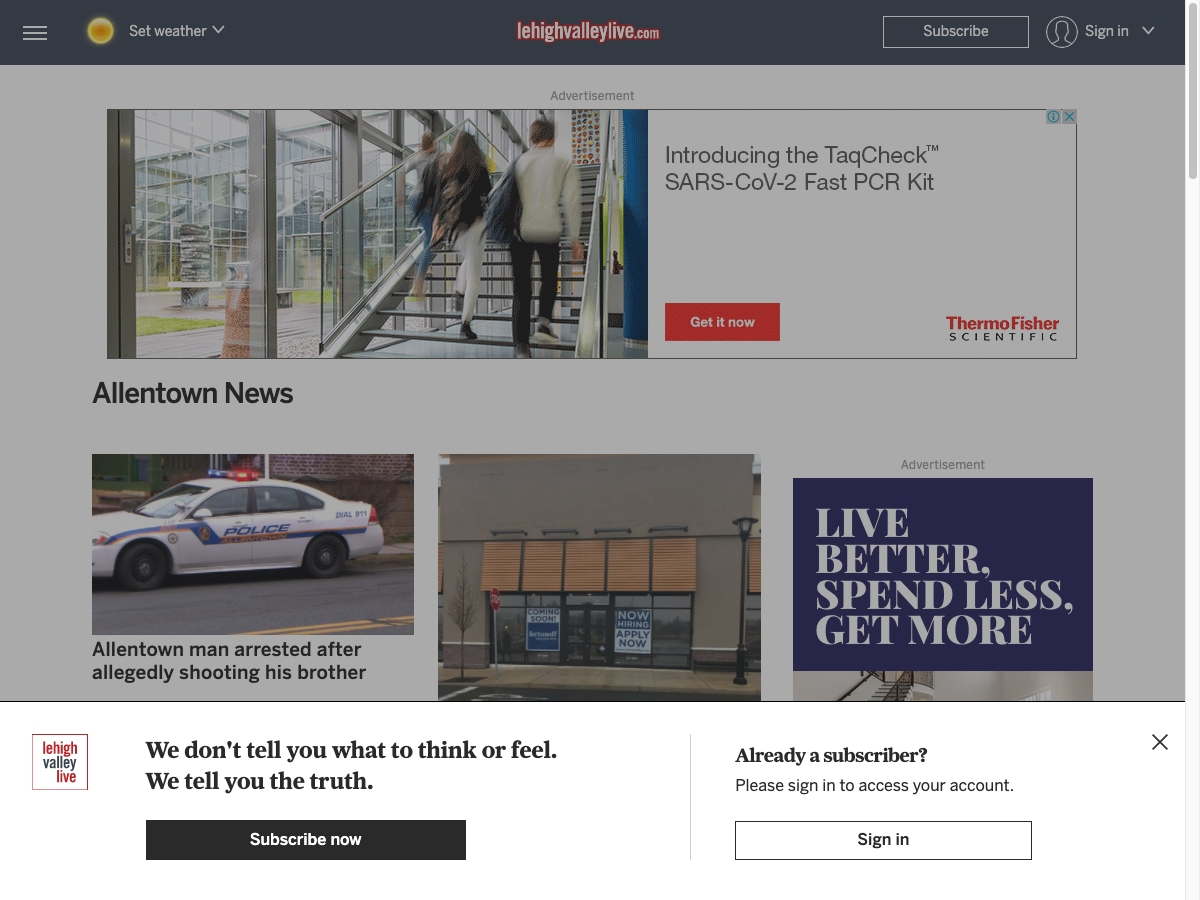 Set weather
lehighvalleylive.com
Subscribe
Sign in
Advertisement
Introducing the TaqCheck™
SARS-CoV-2 Fast PCR Kit
Get it now
ThermoFisher
SCIENTIFIC
Allentown News
POLICE
ALLENTOWN
DIAL 911
Allentown man arrested after
allegedly shooting his brother
COMING
SOON!
fortunoff
NOW
HIRING
APPLY
NOW
Advertisement
LIVE
BETTER,
SPEND LESS,
GET MORE
lehigh
valley
live
We don't tell you what to think or feel.
We tell you the truth.
Subscribe now
Already a subscriber?
Please sign in to access your account.
Sign in